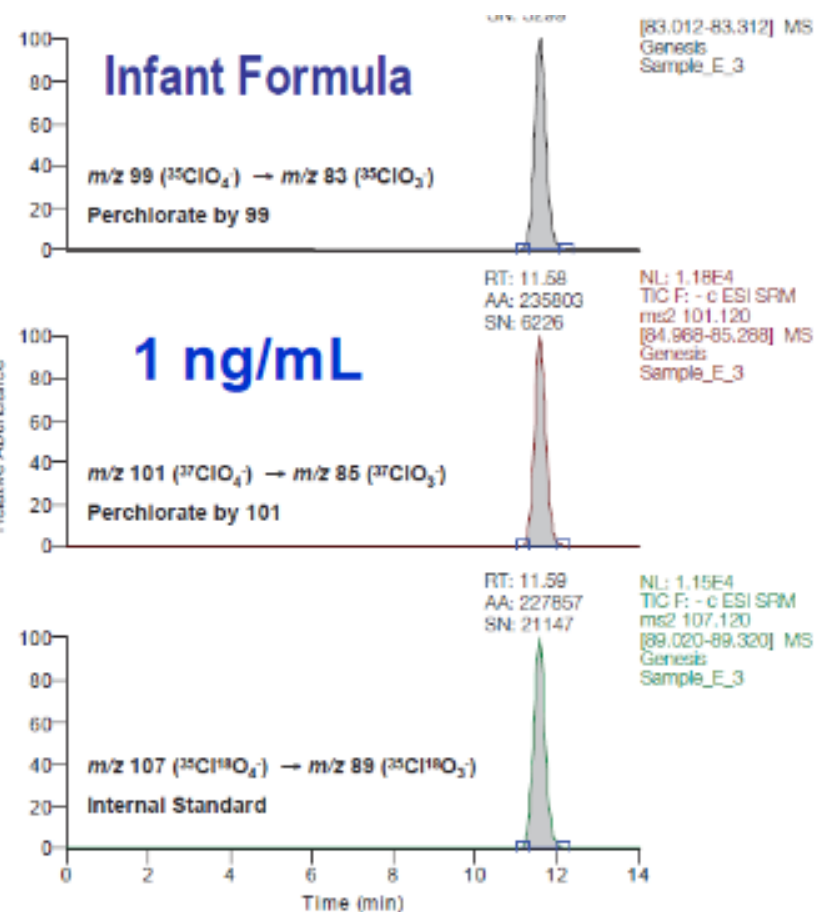 [83.012-83.312] MS
Genesis
Sample_E_3
100
80
60
40
20
0
Infant Formula
m/z 99 (³⁵ClO₄⁻) → m/z 83 (³⁵ClO₃⁻)
Perchlorate by 99
RT: 11.58
AA: 235803
SN: 6226
NL: 1.18E4
TIC F: - c ESI SRM
ms2 101.120
[84.968-85.288] MS
Genesis
Sample_E_3
100
80
60
40
20
0
1 ng/mL
m/z 101 (³⁷ClO₄⁻) → m/z 85 (³⁷ClO₃⁻)
Perchlorate by 101
RT: 11.59
AA: 227857
SN: 21147
NL: 1.15E4
TIC F: - c ESI SRM
ms2 107.120
[89.020-89.320] MS
Genesis
Sample_E_3
100
80
60
40
20
0
m/z 107 (³⁵Cl¹⁸O₄⁻) → m/z 89 (³⁵Cl¹⁸O₃⁻)
Internal Standard
0 2 4 6 8 10 12 14
Time (min)